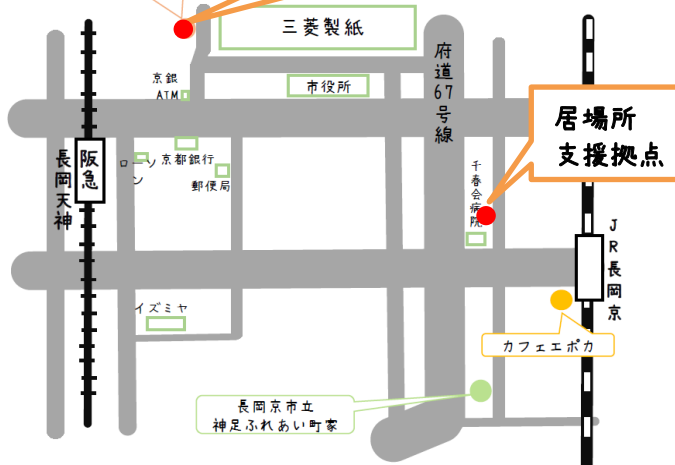 三菱製紙
京銀
ATM
市役所
府道67号線
居場所
支援拠点
阪急
長岡天神
ローソ
ン
京都銀行
郵便局
千春会病院
JR長岡京
イズミヤ
カフェエポカ
長岡京市立
神足ふれあい町家